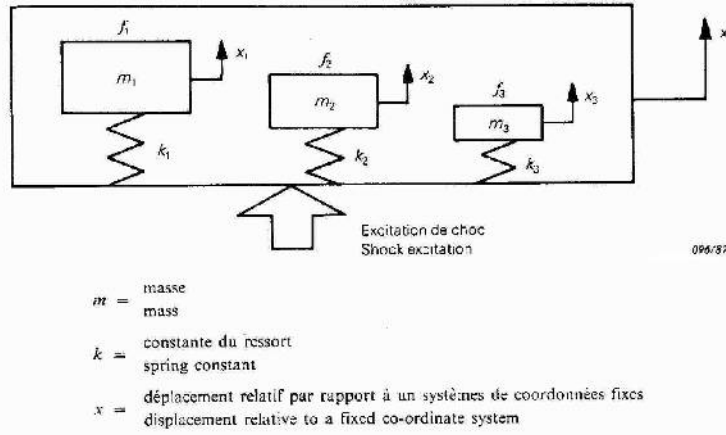 f₁
x₁
m₁
k₁
f₂
x₂
m₂
k₂
f₃
x₃
m₃
k₃
x
Excitation de choc
Shock excitation
096/87
m = masse
mass
k = constante du ressort
spring constant
x = déplacement relatif par rapport à un systèmes de coordonnées fixes
displacement relative to a fixed co-ordinate system